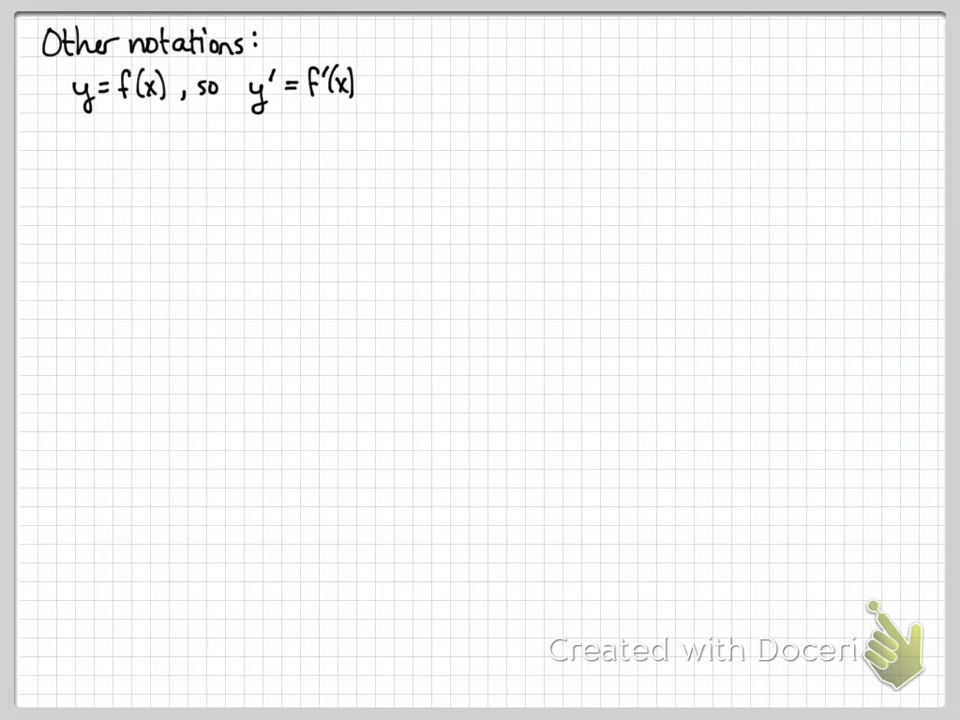 Other notations:
y = f(x), so y' = f'(x)
Created with Doceri